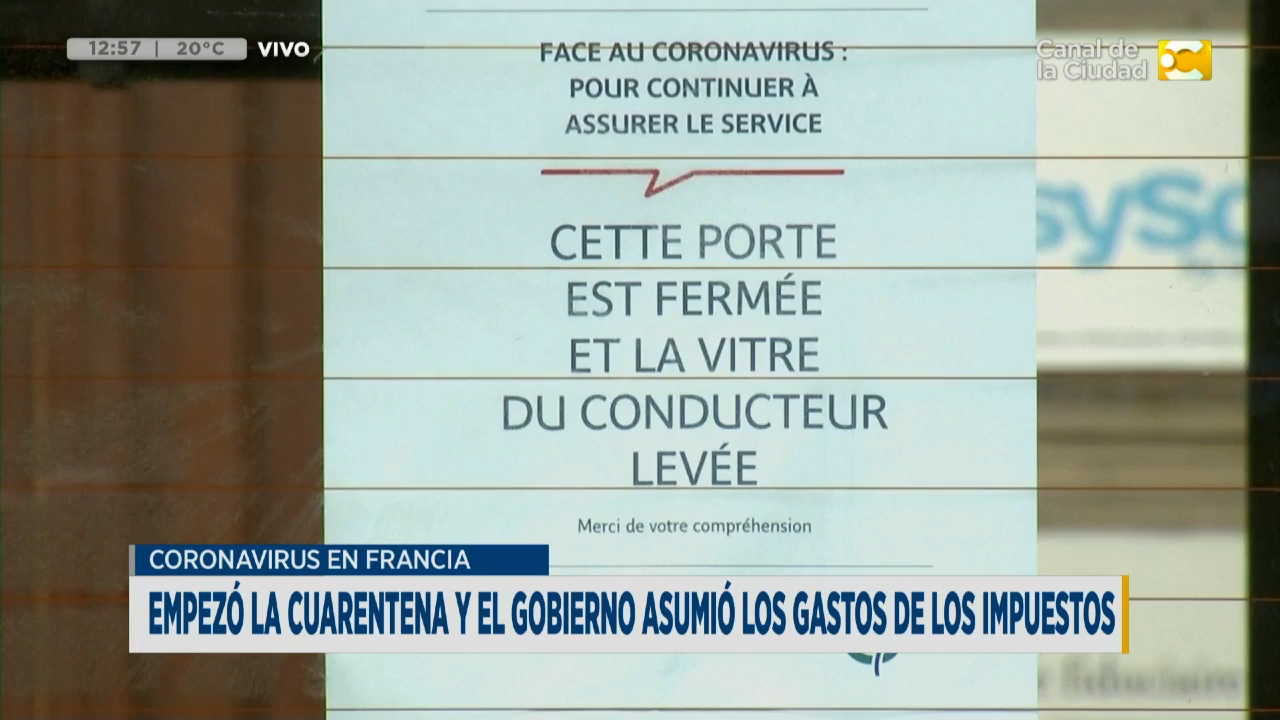 12:57 | 20°C VIVO
Canal de
la Ciudad
FACE AU CORONAVIRUS :
POUR CONTINUER À
ASSURER LE SERVICE
CETTE PORTE
EST FERMÉE
ET LA VITRE
DU CONDUCTEUR
LEVÉE
Merci de votre compréhension
CORONAVIRUS EN FRANCIA
EMPEZÓ LA CUARENTENA Y EL GOBIERNO ASUMIÓ LOS GASTOS DE LOS IMPUESTOS